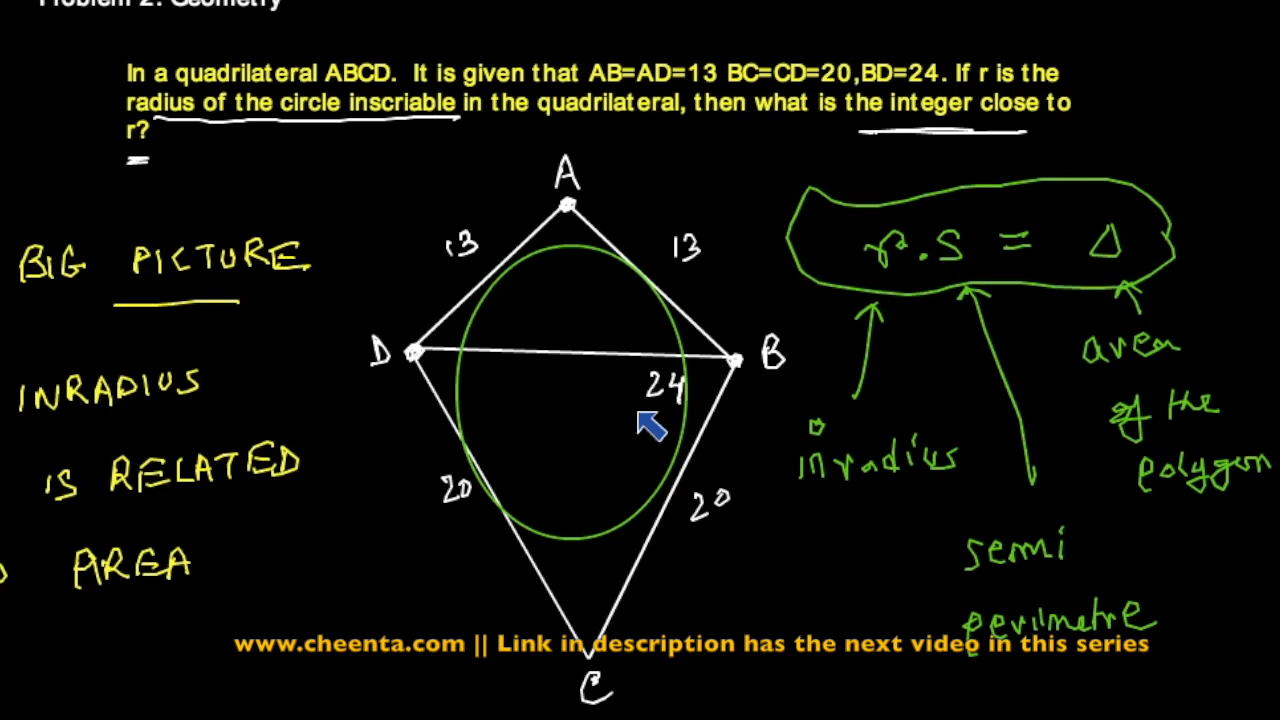 Problem 2: Geometry
In a quadrilateral ABCD. It is given that AB=AD=13 BC=CD=20,BD=24. If r is the
radius of the circle inscriable in the quadrilateral, then what is the integer close to
r?
A
13
13
r.S = Δ
BIG PICTURE
D
B
24
area
of the
polygon
INRADIUS
inradius
IS RELATED
20
20
semi
AREA
perimetre
www.cheenta.com || Link in description has the next video in this series
C